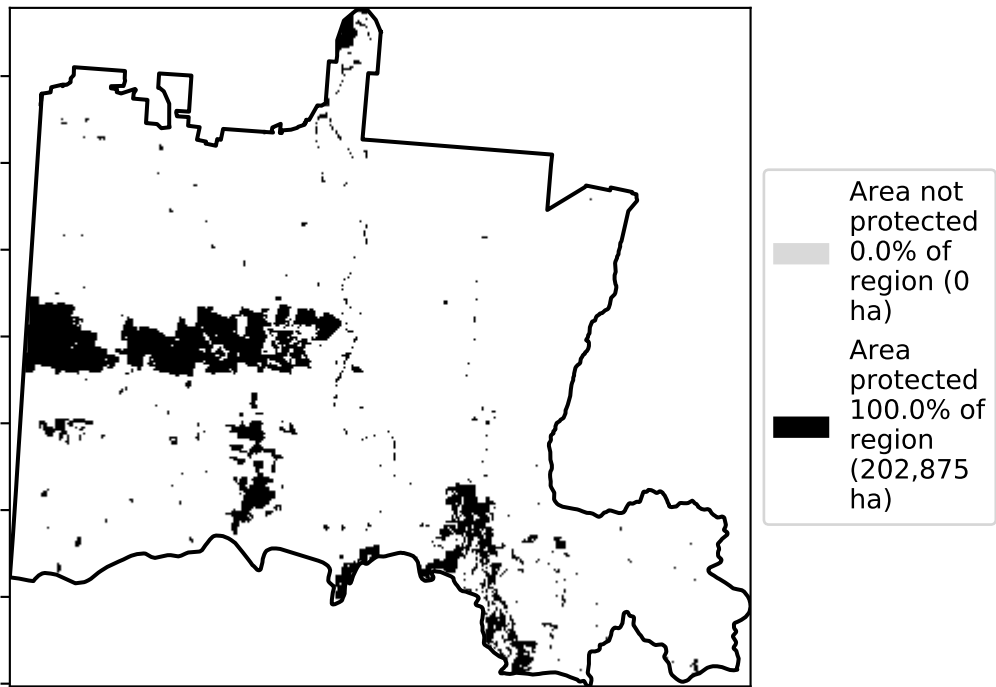 Area not
protected
0.0% of
region (0
ha)
Area
protected
100.0% of
region
(202,875
ha)